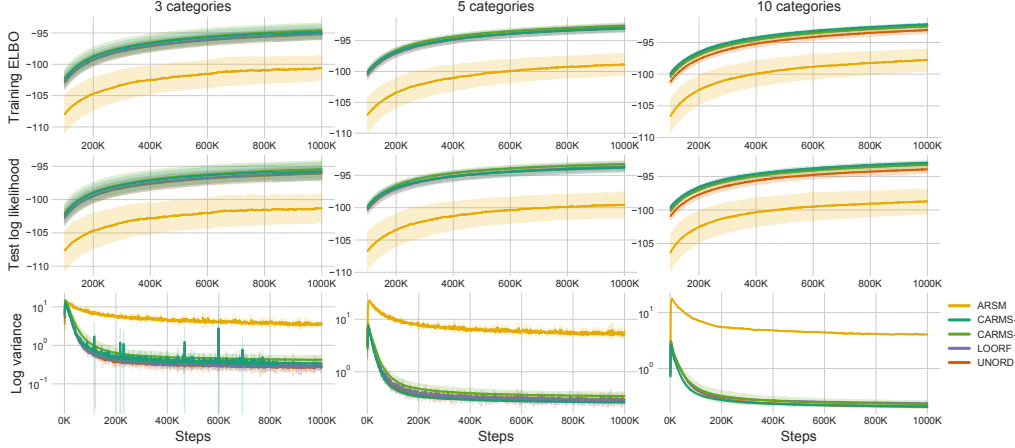 3 categories 5 categories 10 categories
Training ELBO
−95 −100 −105 −110
200K 400K 600K 800K 1000K
−95 −100 −105 −110
200K 400K 600K 800K 1000K
−95 −100 −105 −110
200K 400K 600K 800K 1000K
Test log likelihood
−95 −100 −105 −110
200K 400K 600K 800K 1000K
−95 −100 −105 −110
200K 400K 600K 800K 1000K
−95 −100 −105
200K 400K 600K 800K 1000K
Log variance
10¹ 10⁰ 10⁻¹
0K 200K 400K 600K 800K 1000K
Steps
10¹ 10⁰
0K 200K 400K 600K 800K 1000K
Steps
10¹ 10⁰
0K 200K 400K 600K 800K 1000K
Steps
ARSM
CARMS-
CARMS-
LOORF
UNORD